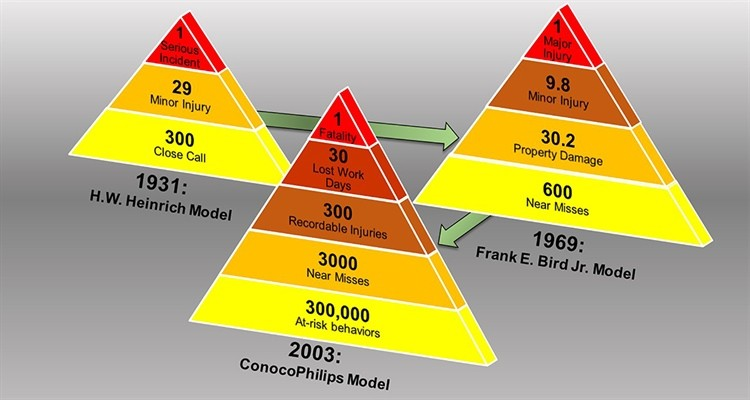 1
Serious
Incident
29
Minor Injury
300
Close Call
1931:
H.W. Heinrich Model
1
Major
Injury
9.8
Minor Injury
30.2
Property Damage
600
Near Misses
1969:
Frank E. Bird Jr. Model
1
Fatality
30
Lost Work
Days
300
Recordable Injuries
3000
Near Misses
300,000
At-risk behaviors
2003:
ConocoPhilips Model